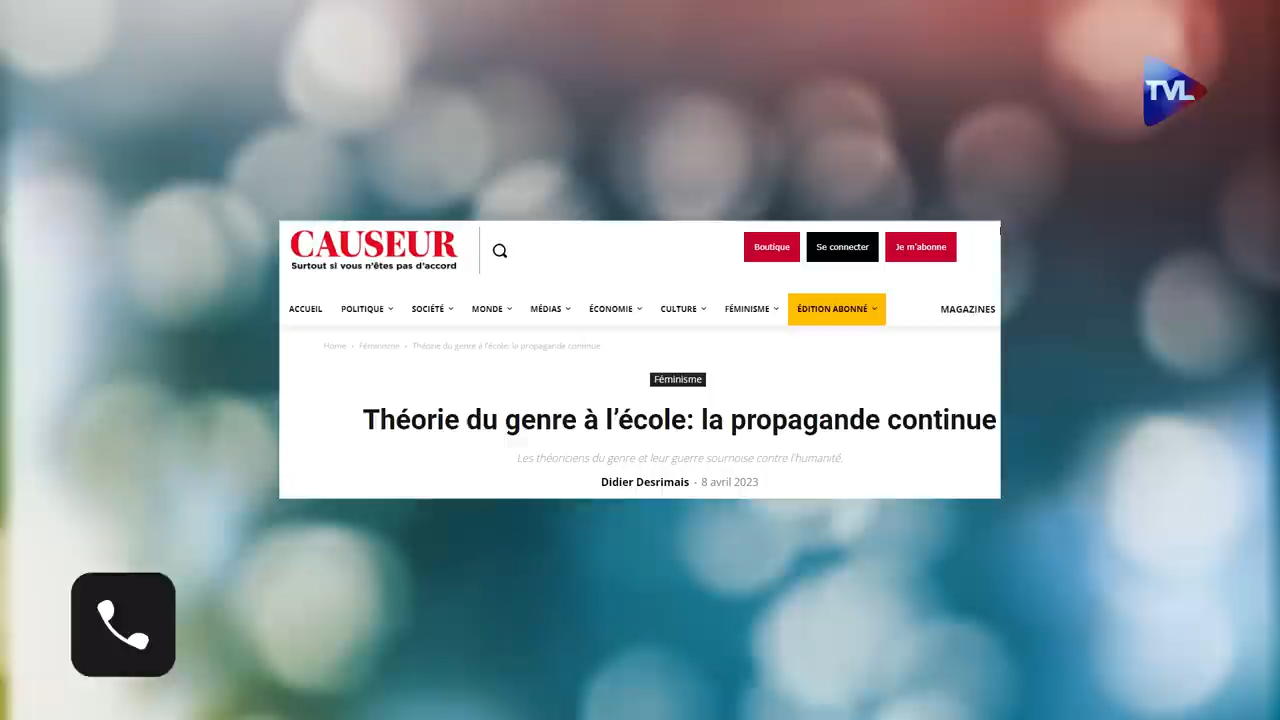 TVL
CAUSEUR
Surtout si vous n'êtes pas d'accord
Boutique
Se connecter
Je m'abonne
ACCUEIL POLITIQUE SOCIÉTÉ MONDE MÉDIAS ÉCONOMIE CULTURE FÉMINISME ÉDITION ABONNÉ MAGAZINES
Home › Féminisme › Théorie du genre à l'école: la propagande continue
Féminisme
Théorie du genre à l’école: la propagande continue
Les théoriciens du genre et leur guerre sournoise contre l'humanité.
Didier Desrimais - 8 avril 2023